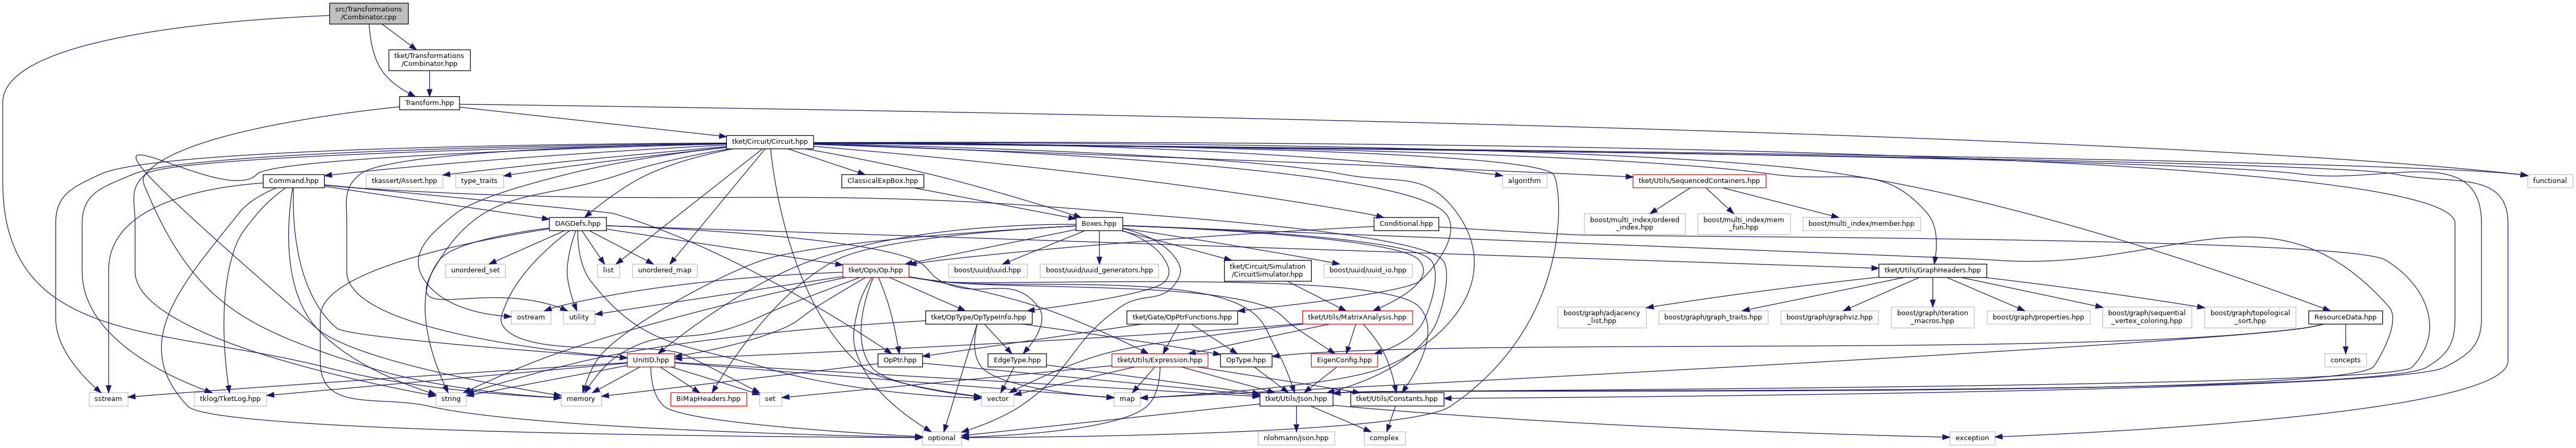 src/Transformations
/Combinator.cpp
tket/Transformations
/Combinator.hpp
Transform.hpp
tket/Circuit/Circuit.hpp
Command.hpp
tkassert/Assert.hpp
type_traits
ClassicalExpBox.hpp
algorithm
tket/Utils/SequencedContainers.hpp
functional
DAGDefs.hpp
Boxes.hpp
Conditional.hpp
boost/multi_index/ordered
_index.hpp
boost/multi_index/mem
_fun.hpp
boost/multi_index/member.hpp
unordered_set
list
unordered_map
tket/Ops/Op.hpp
boost/uuid/uuid.hpp
boost/uuid/uuid_generators.hpp
tket/Circuit/Simulation
/CircuitSimulator.hpp
boost/uuid/uuid_io.hpp
tket/Utils/GraphHeaders.hpp
ostream
utility
tket/OpType/OpTypeInfo.hpp
tket/Gate/OpPtrFunctions.hpp
tket/Utils/MatrixAnalysis.hpp
boost/graph/adjacency
_list.hpp
boost/graph/graph_traits.hpp
boost/graph/graphviz.hpp
boost/graph/iteration
_macros.hpp
boost/graph/properties.hpp
boost/graph/sequential
_vertex_coloring.hpp
boost/graph/topological
_sort.hpp
ResourceData.hpp
UnitID.hpp
OpPtr.hpp
EdgeType.hpp
tket/Utils/Expression.hpp
OpType.hpp
EigenConfig.hpp
concepts
sstream
tklog/TketLog.hpp
string
memory
BiMapHeaders.hpp
set
vector
map
tket/Utils/Json.hpp
tket/Utils/Constants.hpp
optional
nlohmann/json.hpp
complex
exception